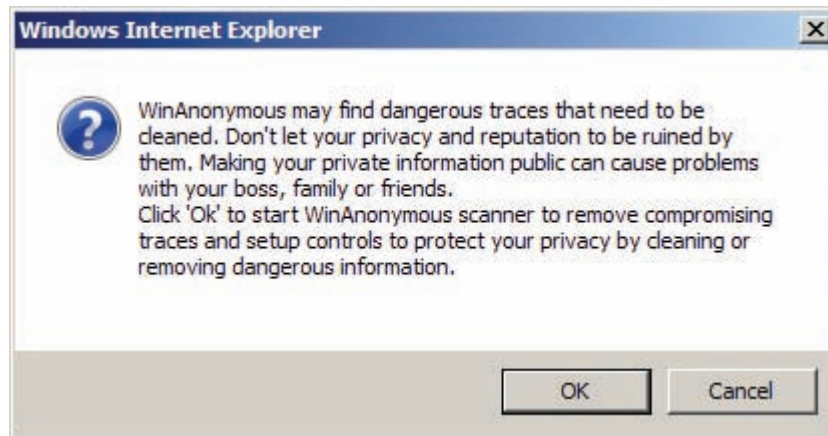 Windows Internet Explorer
WinAnonymous may find dangerous traces that need to be
cleaned. Don't let your privacy and reputation to be ruined by
them. Making your private information public can cause problems
with your boss, family or friends.
Click 'Ok' to start WinAnonymous scanner to remove compromising
traces and setup controls to protect your privacy by cleaning or
removing dangerous information.
OK
Cancel